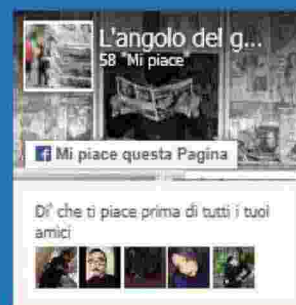 L'angolo del g...
58 "Mi piace"
Mi piace questa Pagina
Di' che ti piace prima di tutti i tuoi
amici